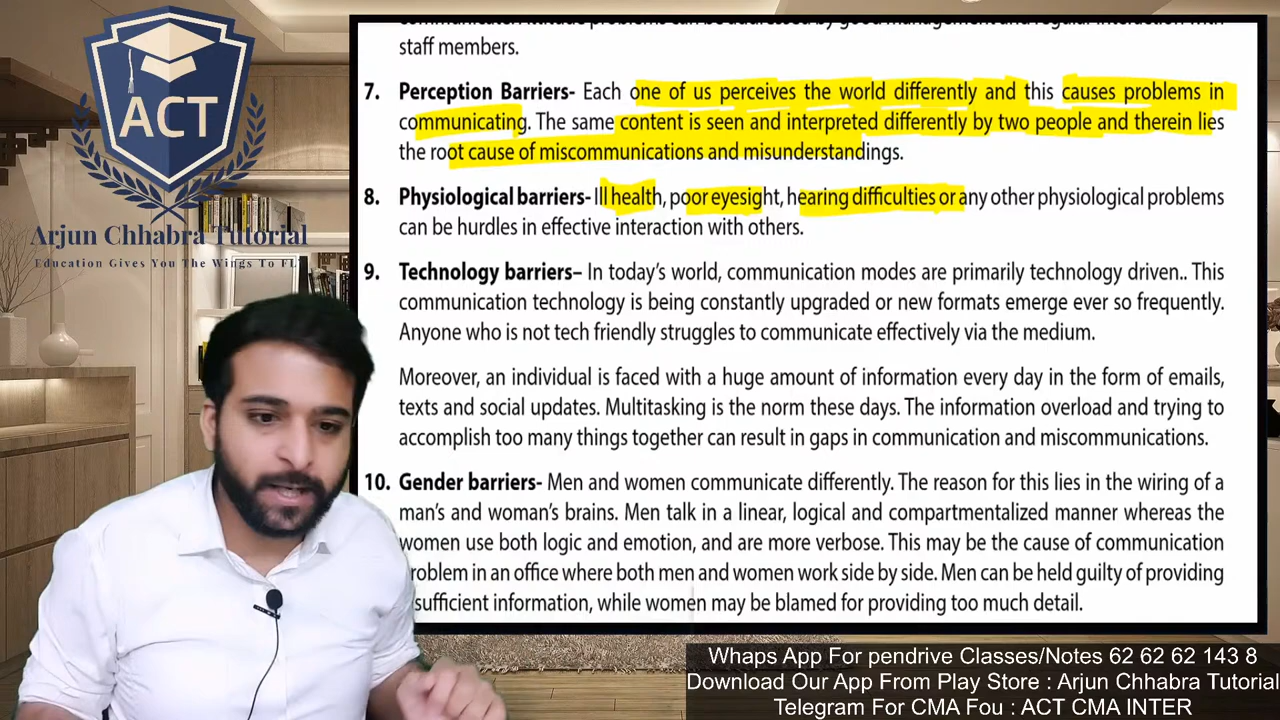 ACT
Arjun Chhabra Tutorial
Education Gives You The Wings To FL
staff members.
7. Perception Barriers- Each one of us perceives the world differently and this causes problems in
communicating. The same content is seen and interpreted differently by two people and therein lies
the root cause of miscommunications and misunderstandings.
8. Physiological barriers- Ill health, poor eyesight, hearing difficulties or any other physiological problems
can be hurdles in effective interaction with others.
9. Technology barriers– In today's world, communication modes are primarily technology driven.. This
communication technology is being constantly upgraded or new formats emerge ever so frequently.
Anyone who is not tech friendly struggles to communicate effectively via the medium.
Moreover, an individual is faced with a huge amount of information every day in the form of emails,
texts and social updates. Multitasking is the norm these days. The information overload and trying to
accomplish too many things together can result in gaps in communication and miscommunications.
10. Gender barriers- Men and women communicate differently. The reason for this lies in the wiring of a
man's and woman's brains. Men talk in a linear, logical and compartmentalized manner whereas the
women use both logic and emotion, and are more verbose. This may be the cause of communication
roblem in an office where both men and women work side by side. Men can be held guilty of providing
sufficient information, while women may be blamed for providing too much detail.
Whaps App For pendrive Classes/Notes 62 62 62 143 8
Download Our App From Play Store : Arjun Chhabra Tutorial
Telegram For CMA Fou : ACT CMA INTER